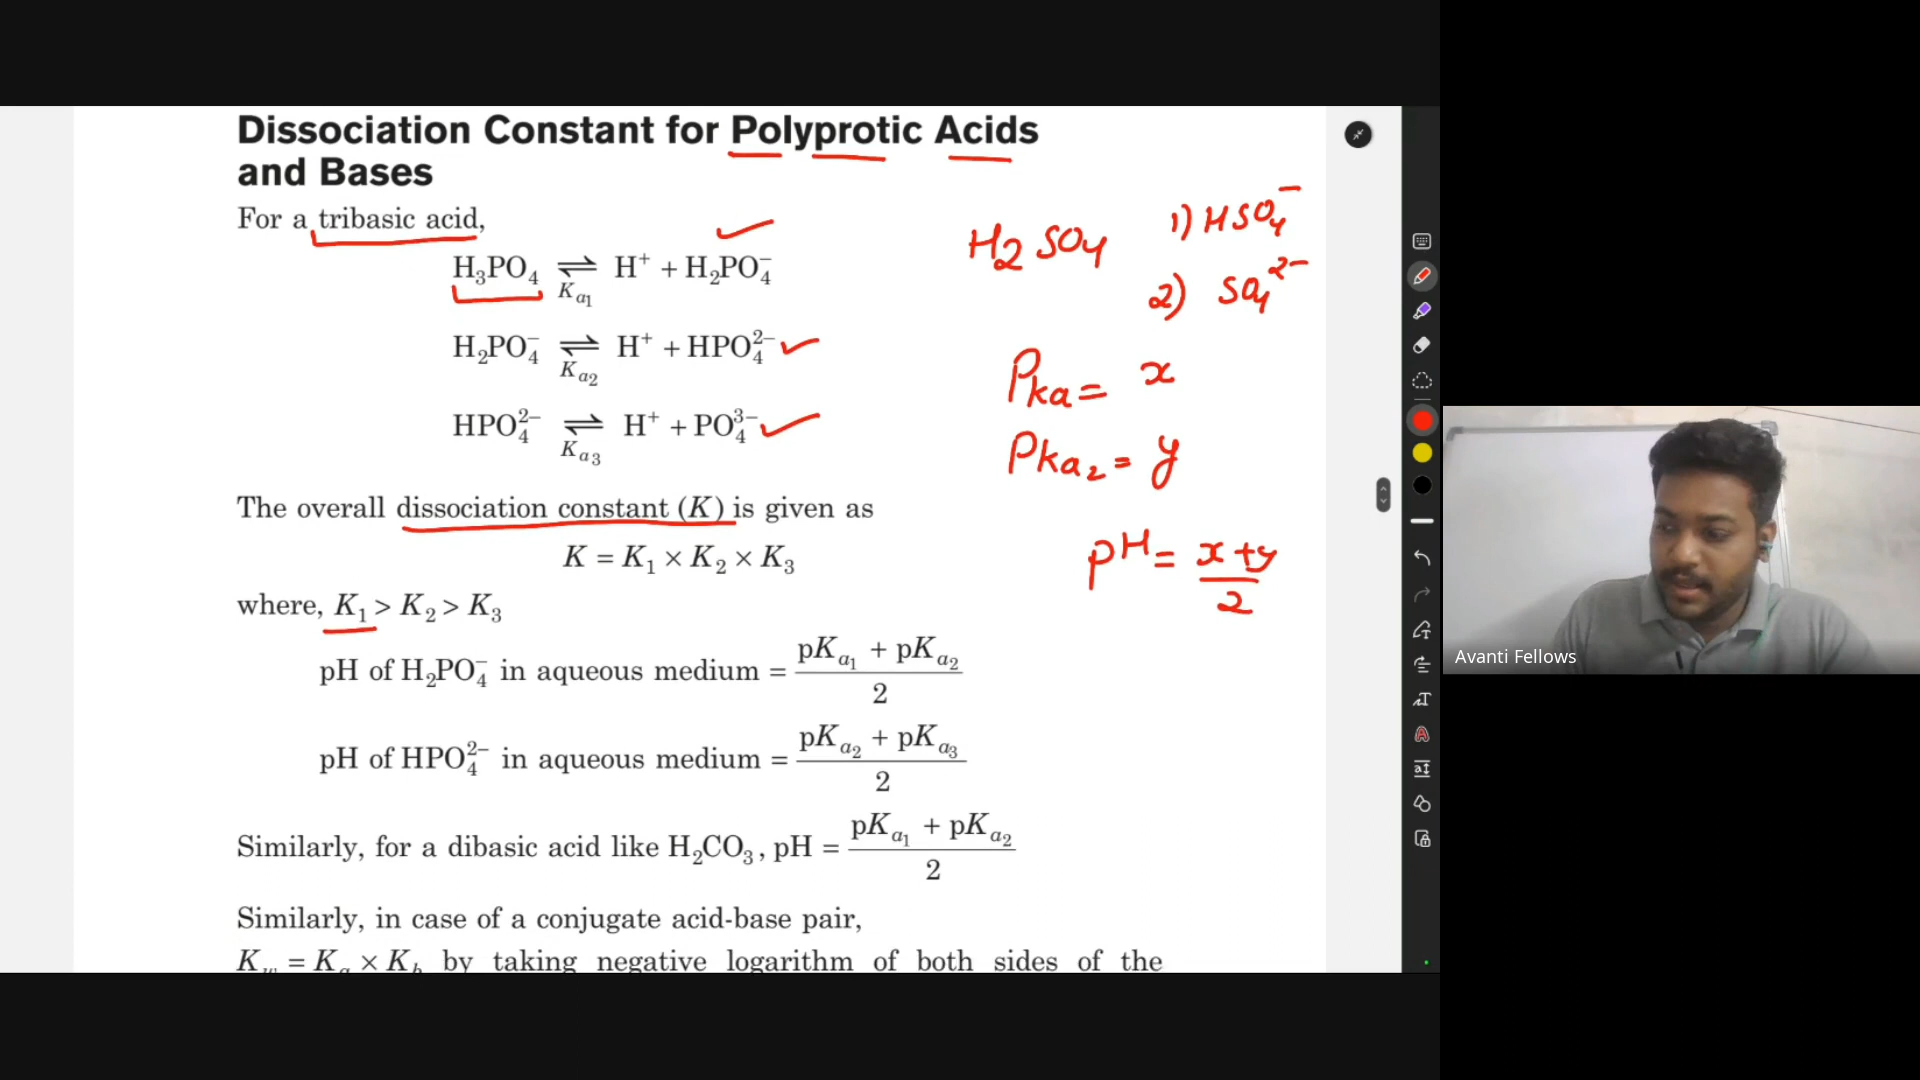 Dissociation Constant for Polyprotic Acids
and Bases
For a tribasic acid,
H₃PO₄ ⇌ H⁺ + H₂PO₄⁻
Kₐ₁
H₂PO₄⁻ ⇌ H⁺ + HPO₄²⁻
Kₐ₂
HPO₄²⁻ ⇌ H⁺ + PO₄³⁻
Kₐ₃
The overall dissociation constant (K) is given as
K = K₁ × K₂ × K₃
where, K₁ > K₂ > K₃
pH of H₂PO₄⁻ in aqueous medium = (pKₐ₁ + pKₐ₂) / 2
pH of HPO₄²⁻ in aqueous medium = (pKₐ₂ + pKₐ₃) / 2
Similarly, for a dibasic acid like H₂CO₃, pH = (pKₐ₁ + pKₐ₂) / 2
Similarly, in case of a conjugate acid-base pair,
K_w = Kₐ × K_b by taking negative logarithm of both sides of the
H₂SO₄
1) HSO₄⁻
2) SO₄²⁻
Pka = x
Pka₂ = y
pH = (x + y) / 2
Avanti Fellows